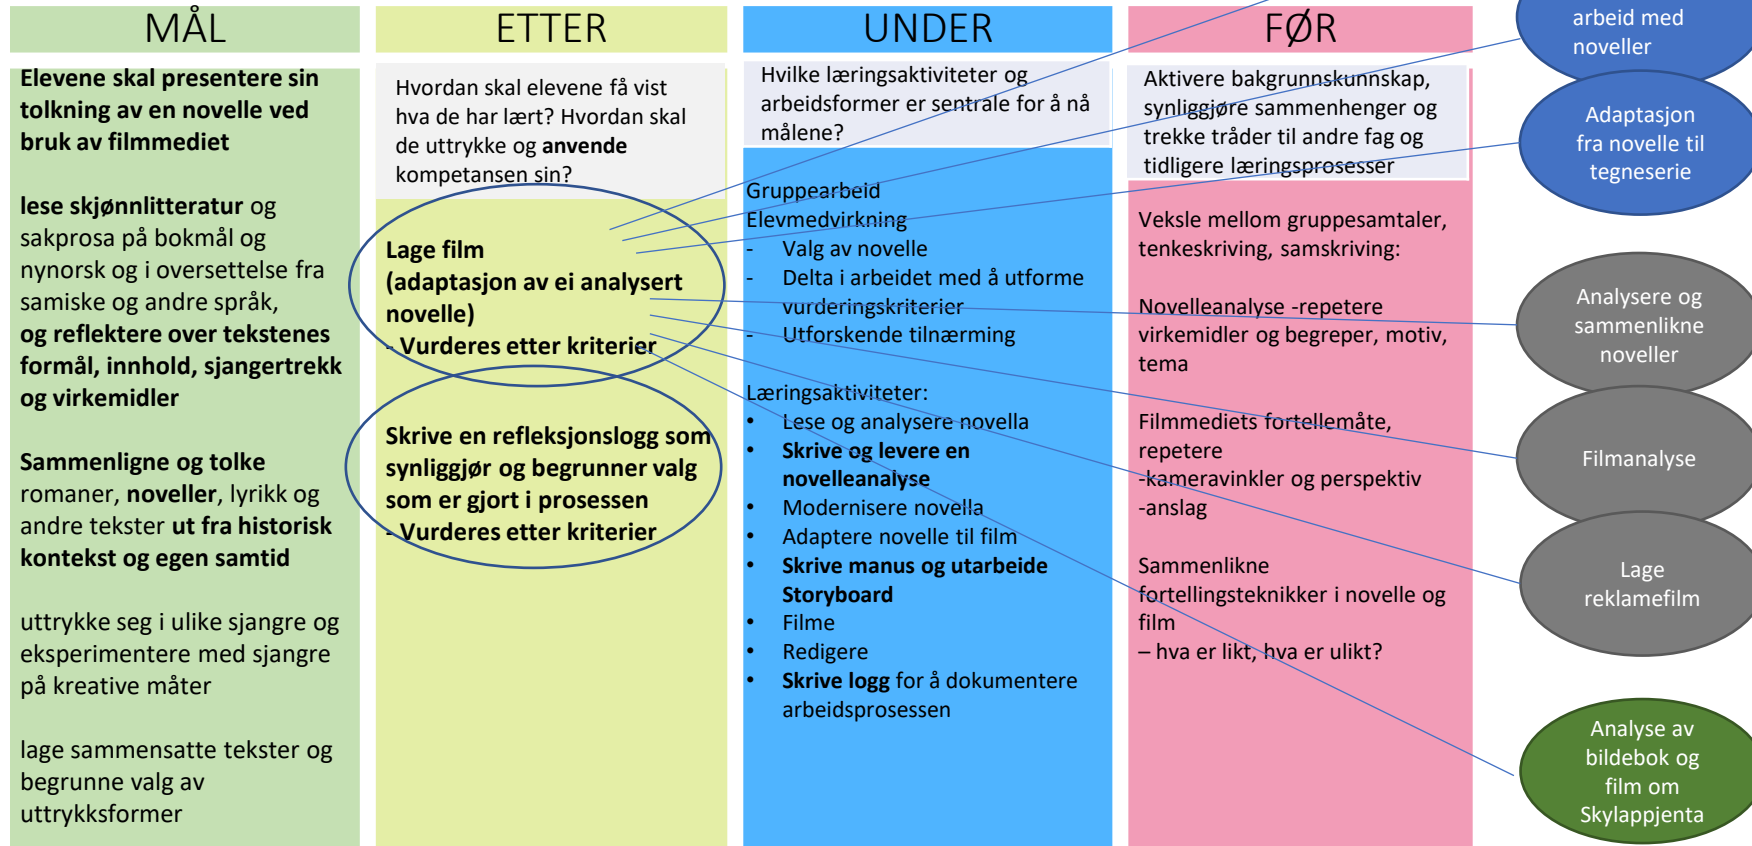 MÅL
Elevene skal presentere sin
tolkning av en novelle ved
bruk av filmmediet
lese skjønnlitteratur og
sakprosa på bokmål og
nynorsk og i oversettelse fra
samiske og andre språk,
og reflektere over tekstenes
formål, innhold, sjangertrekk
og virkemidler
Sammenligne og tolke
romaner, noveller, lyrikk og
andre tekster ut fra historisk
kontekst og egen samtid
uttrykke seg i ulike sjangre og
eksperimentere med sjangre
på kreative måter
lage sammensatte tekster og
begrunne valg av
uttrykksformer
ETTER
Hvordan skal elevene få vist
hva de har lært? Hvordan skal
de uttrykke og anvende
kompetansen sin?
Lage film
(adaptasjon av ei analysert
novelle)
- Vurderes etter kriterier
Skrive en refleksjonslogg som
synliggjør og begrunner valg
som er gjort i prosessen
- Vurderes etter kriterier
UNDER
Hvilke læringsaktiviteter og
arbeidsformer er sentrale for å nå
målene?
Gruppearbeid
Elevmedvirkning
- Valg av novelle
- Delta i arbeidet med å utforme
vurderingskriterier
- Utforskende tilnærming
Læringsaktiviteter:
• Lese og analysere novella
• Skrive og levere en
novelleanalyse
• Modernisere novella
• Adaptere novelle til film
• Skrive manus og utarbeide
Storyboard
• Filme
• Redigere
• Skrive logg for å dokumentere
arbeidsprosessen
FØR
Aktivere bakgrunnskunnskap,
synliggjøre sammenhenger og
trekke tråder til andre fag og
tidligere læringsprosesser
Veksle mellom gruppesamtaler,
tenkeskriving, samskriving:
Novelleanalyse -repetere
virkemidler og begreper, motiv,
tema
Filmmediets fortellemåte,
repetere
-kameravinkler og perspektiv
-anslag
Sammenlikne
fortellingsteknikker i novelle og
film
– hva er likt, hva er ulikt?
arbeid med
noveller
Adaptasjon
fra novelle til
tegneserie
Analysere og
sammenlikne
noveller
Filmanalyse
Lage
reklamefilm
Analyse av
bildebok og
film om
Skylappjenta